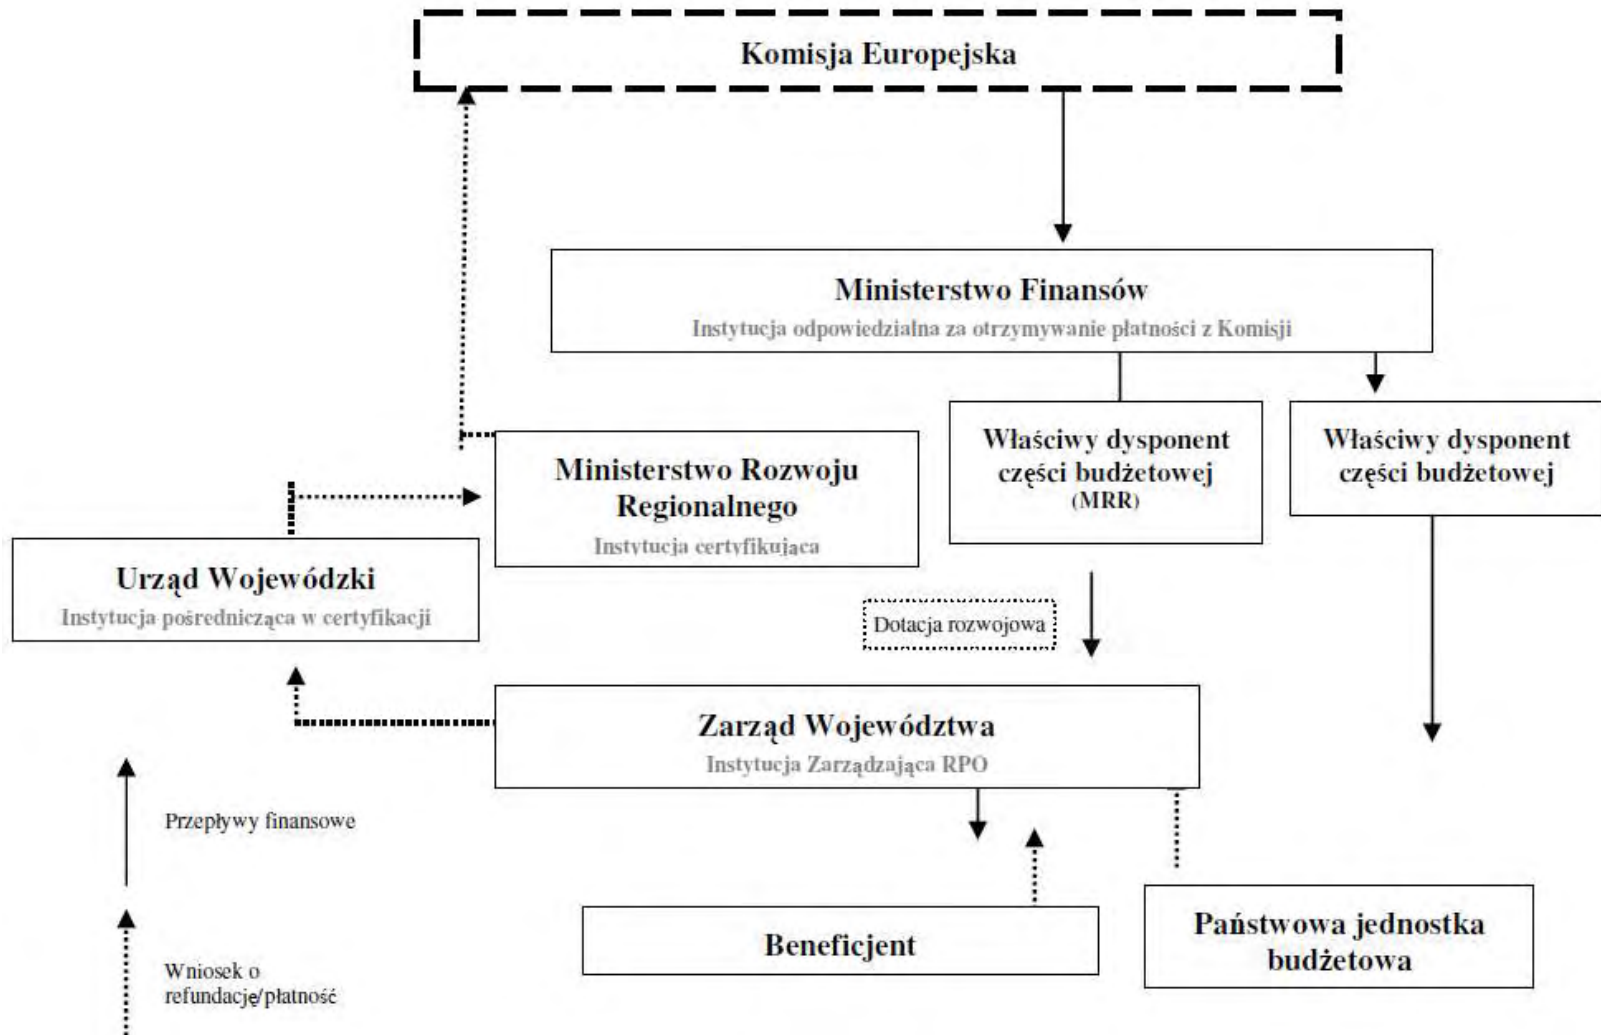 Komisja Europejska
Ministerstwo Finansów
Instytucja odpowiedzialna za otrzymywanie płatności z Komisji
Właściwy dysponent
części budżetowej
(MRR)
Właściwy dysponent
części budżetowej
Ministerstwo Rozwoju
Regionalnego
Instytucja certyfikująca
Urząd Wojewódzki
Instytucja pośrednicząca w certyfikacji
Dotacja rozwojowa
Zarząd Województwa
Instytucja Zarządzająca RPO
Przepływy finansowe
Beneficjent
Państwowa jednostka
budżetowa
Wniosek o
refundację/płatność